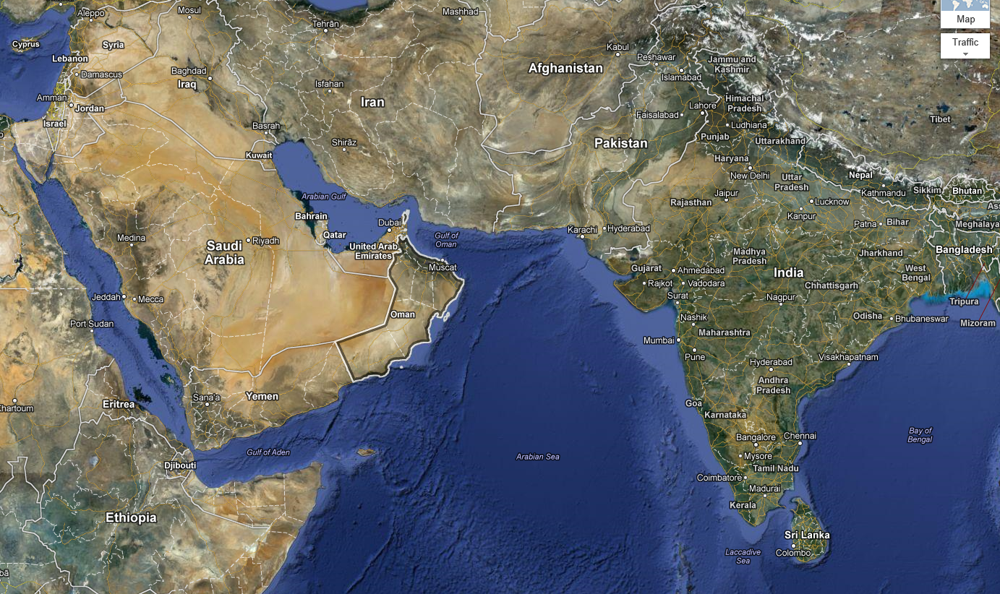 Map
Traffic
Aleppo
Mosul
Tehrān
Mashhad
Cyprus
Syria
Lebanon
Damascus
Baghdad
Iraq
Isfahan
Iran
Kabul
Afghanistan
Peshawar
Islamabad
Jammu and
Kashmir
Amman
Jordan
Israel
Basrah
Shirāz
Kuwait
Faisalabad
Lahore
Himachal
Pradesh
Ludhiana
Tibet
Pakistan
Punjab
Uttarakhand
Haryana
New Delhi
Uttar
Pradesh
Nepal
Kathmandu
Sikkim
Bhutan
Arabian Gulf
Bahrain
Qatar
Dubai
United Arab
Emirates
Gulf of
Oman
Muscat
Medina
Saudi
Arabia
Riyadh
Karachi
Hyderabad
Rajasthan
Jaipur
Lucknow
Kanpur
Patna
Bihar
Ass
Meghalaya
Bangladesh
Gujarat
Ahmedabad
Rajkot
Vadodara
Madhya
Pradesh
India
Jharkhand
West
Bengal
Chhattisgarh
Jeddah
Mecca
Port Sudan
Oman
Surat
Nagpur
Nashik
Maharashtra
Odisha
Bhubaneswar
Tripura
Mizoram
Mumbai
Pune
Hyderabad
Visakhapatnam
Andhra
Pradesh
Khartoum
Eritrea
Sana'a
Yemen
Goa
Karnataka
Gulf of Aden
Djibouti
Ethiopia
Arabian Sea
Bangalore
Chennai
Mysore
Tamil Nadu
Coimbatore
Madurai
Kerala
Bay of
Bengal
Sri Lanka
Colombo
Laccadive
Sea